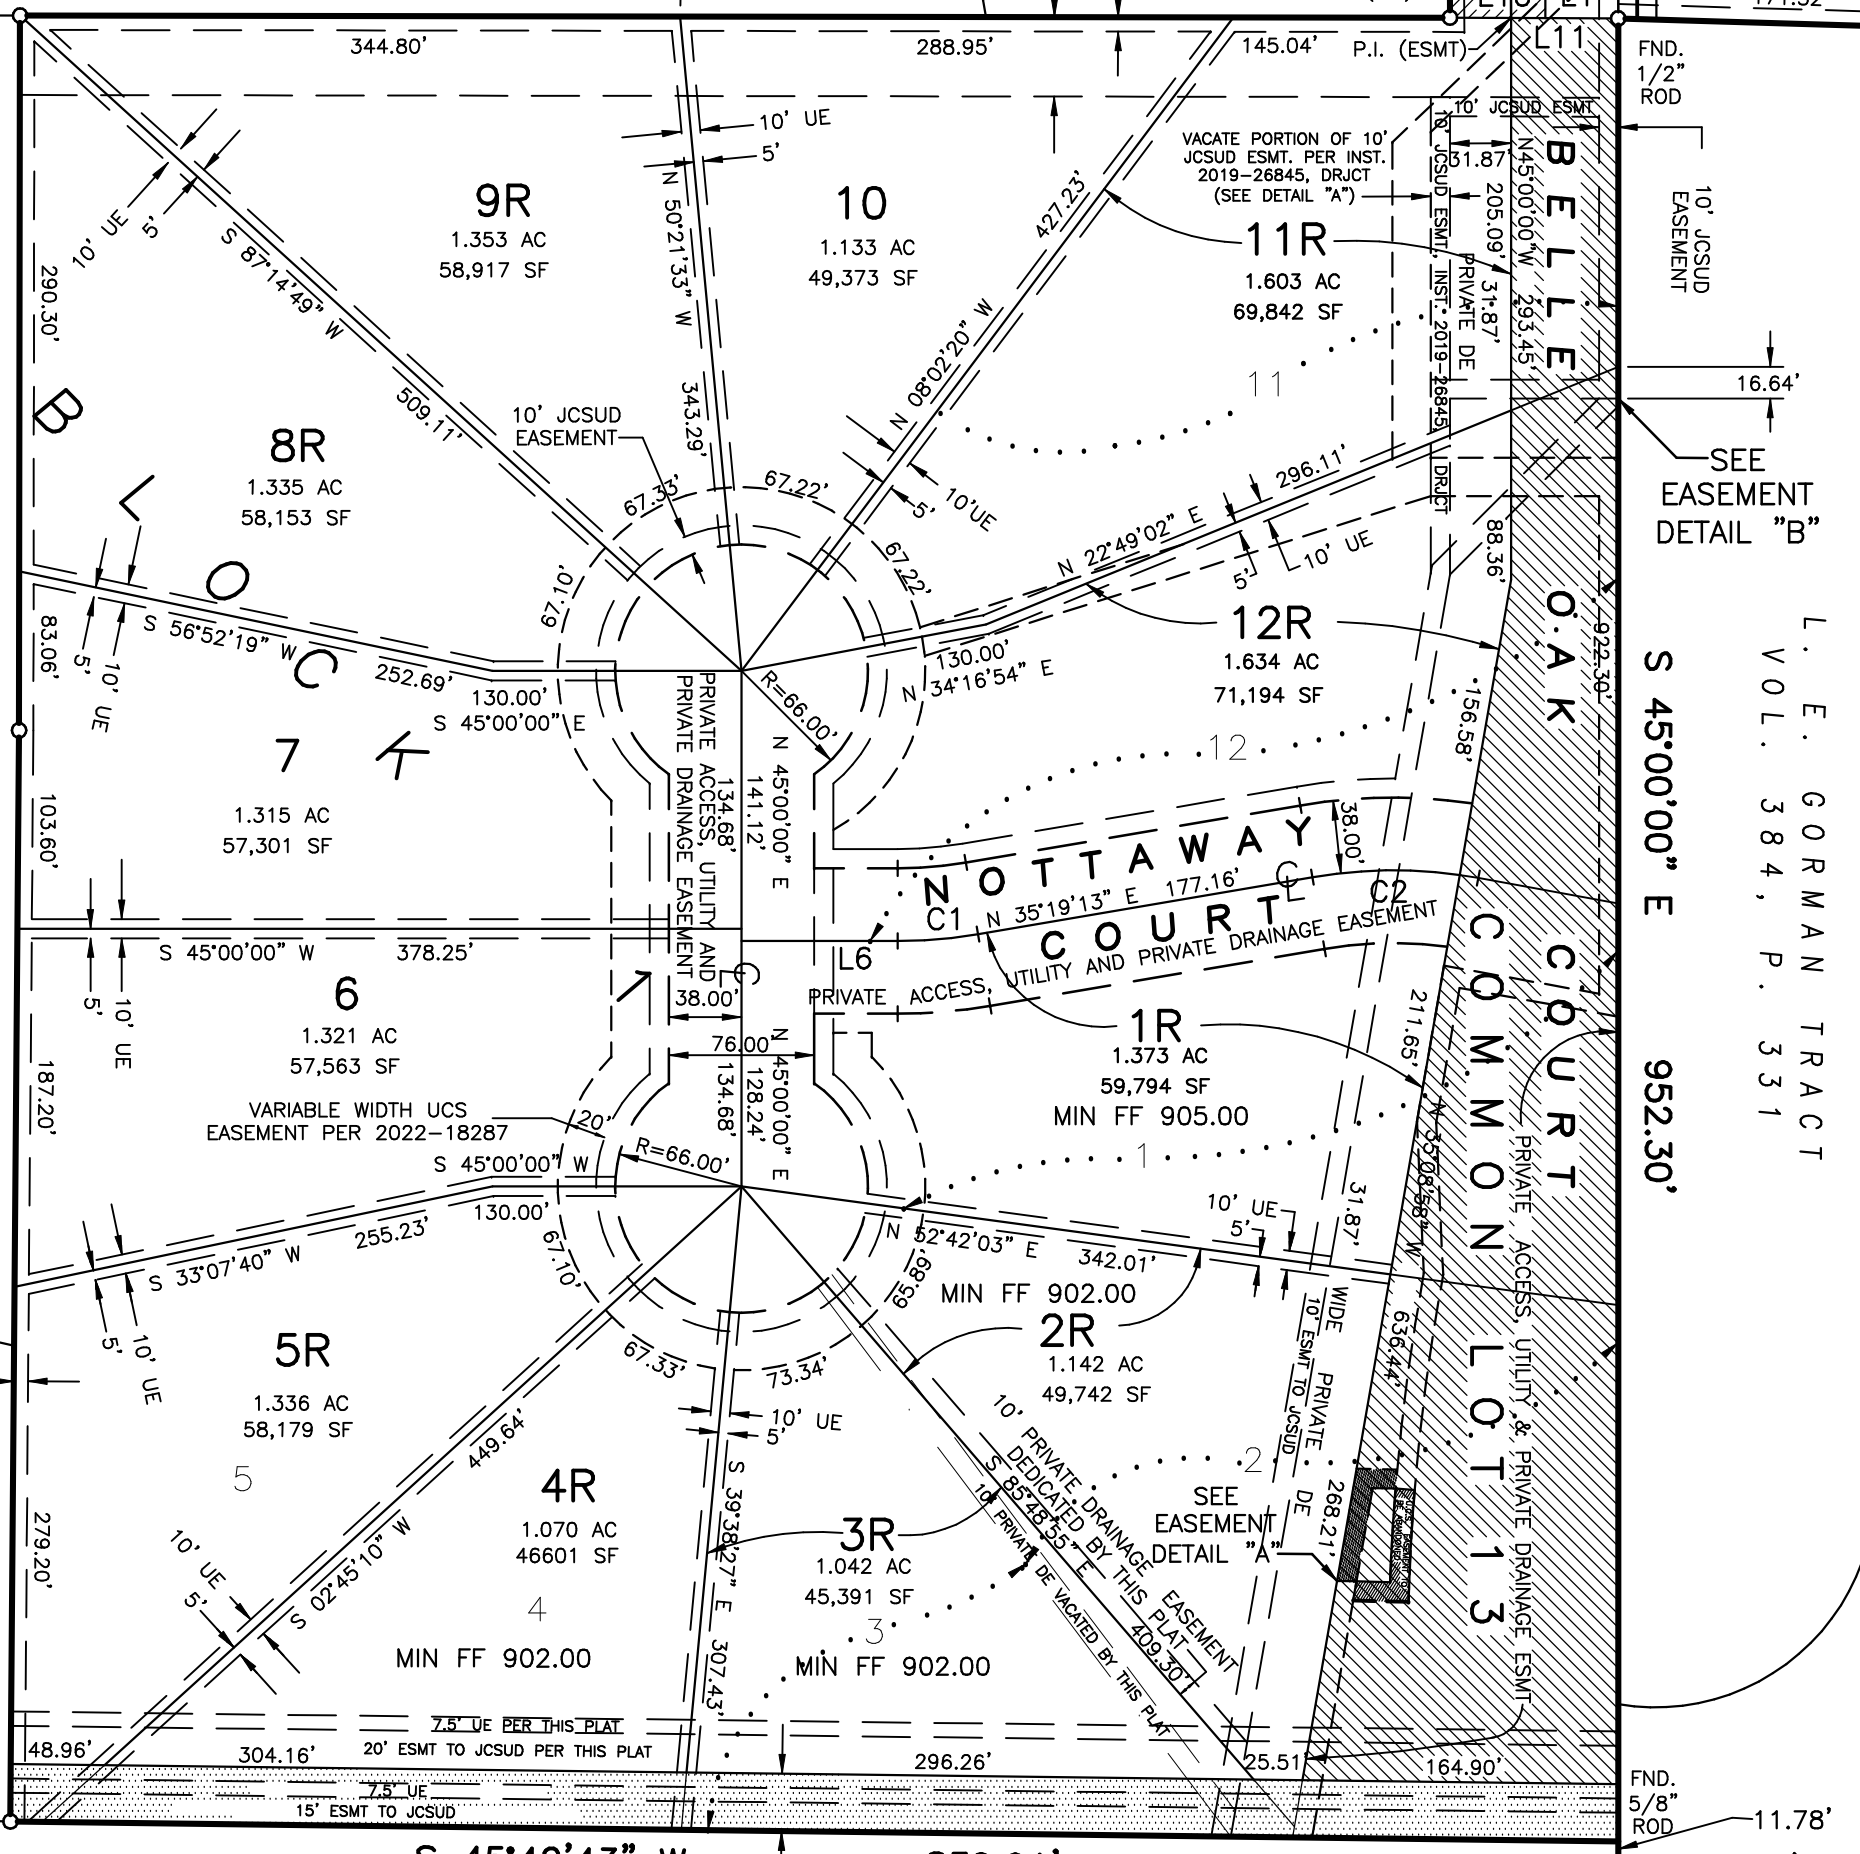 344.80'
288.95'
145.04'
P.I. (ESMT)
L11
FND.
1/2"
ROD
10' JCSUD ESMT
10' UE
5'
VACATE PORTION OF 10'
JCSUD ESMT. PER INST.
2019-26845, DRJCT
(SEE DETAIL "A")
31.87'
10' JCSUD ESMT, INST. 2019-26845, DRJCT
N45°00'00"W 293.45'
205.09'
31.87'
PRIVATE DE
BELLE OAK COURT
10' JCSUD
EASEMENT
9R
1.353 AC
58,917 SF
10
1.133 AC
49,373 SF
427.23'
11R
1.603 AC
69,842 SF
10' UE
5'
S 87°14'49" W
509.11'
N 50°21'33" W
343.29'
N 08°02'20" W
11
290.30'
16.64'
SEE
EASEMENT
DETAIL "B"
BLOCK 1
8R
1.335 AC
58,153 SF
10' JCSUD
EASEMENT
67.33'
67.22'
67.22'
67.10'
10'UE
5'
296.11'
N 22°49'02" E
5'
10' UE
88.36'
S 56°52'19" W
252.69'
83.06'
5'
10' UE
130.00'
S 45°00'00" E
130.00'
N 34°16'54" E
12R
1.634 AC
71,194 SF
922.30'
156.58'
S 45°00'00" E 952.30'
L. E. GORMAN TRACT
VOL. 384, P. 331
R=66.00'
7
1.315 AC
57,301 SF
103.60'
PRIVATE ACCESS, UTILITY AND
PRIVATE DRAINAGE EASEMENT
134.68'
141.12'
N 45°00'00" E
12
38.00'
NOTTAWAY
COURT
C1
N 35°19'13" E 177.16'
C2
CL
L6
PRIVATE ACCESS, UTILITY AND PRIVATE DRAINAGE EASEMENT
S 45°00'00" W
378.25'
5'
10' UE
6
1.321 AC
57,563 SF
CL
38.00'
76.00'
N 45°00'00" E
128.24'
134.68'
1R
1.373 AC
59,794 SF
MIN FF 905.00
1
211.65'
COMMON LOT 13
187.20'
VARIABLE WIDTH UCS
EASEMENT PER 2022-18287
20'
R=66.00'
S 45°00'00" W
130.00'
S 33°07'40" W
255.23'
5'
10' UE
67.10'
N 52°42'03" E
342.01'
65.89'
10' UE
5'
31.87'
N 35°08'58" W
636.44'
PRIVATE ACCESS, UTILITY & PRIVATE DRAINAGE ESMT
MIN FF 902.00
2R
1.142 AC
49,742 SF
WIDE PRIVATE DE
10' ESMT TO JCSUD
67.33'
73.34'
10' UE
5'
5R
1.336 AC
58,179 SF
5
449.64'
S 02°45'10" W
10' UE
5'
279.20'
4R
1.070 AC
46601 SF
4
MIN FF 902.00
S 39°38'27" E 307.43'
3R
1.042 AC
45,391 SF
3
MIN FF 902.00
10' PRIVATE DRAINAGE EASEMENT
DEDICATED BY THIS PLAT
S 85°48'55" E
409.30'
10' PRIVATE DE VACATED BY THIS PLAT
2
SEE
EASEMENT
DETAIL "A"
268.21'
7.5' UE PER THIS PLAT
48.96'
304.16'
20' ESMT TO JCSUD PER THIS PLAT
296.26'
25.51'
164.90'
7.5' UE
15' ESMT TO JCSUD
FND.
5/8"
ROD
11.78'